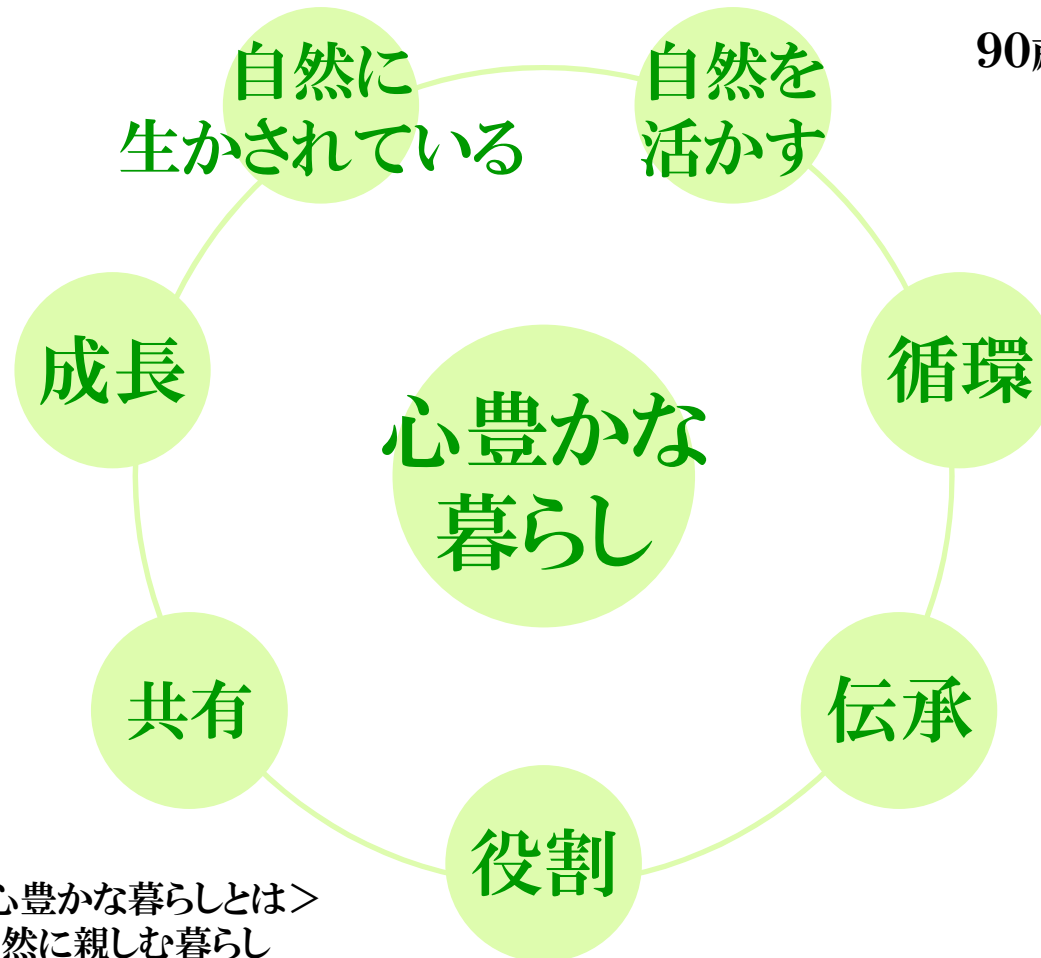 90
自然に
生かされている
自然を
活かす
成長
循環
心豊かな
暮らし
共有
伝承
役割
心豊かな暮らしとは＞
然に親しむ暮らし